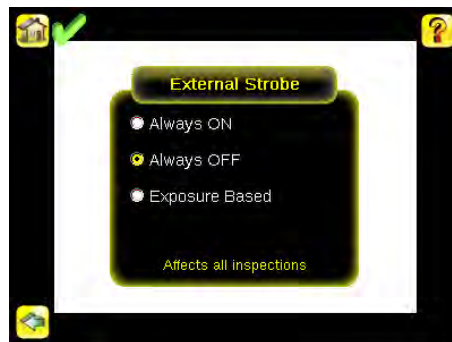 External Strobe
Always ON
Always OFF
Exposure Based
Affects all inspections